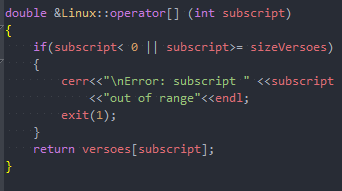 double &Linux::operator[] (int subscript)
{
if(subscript< 0 || subscript>= sizeVersoes)
{
cerr<<"\nError: subscript " <<subscript
<<"out of range"<<endl;
exit(1);
}
return versoes[subscript];
}